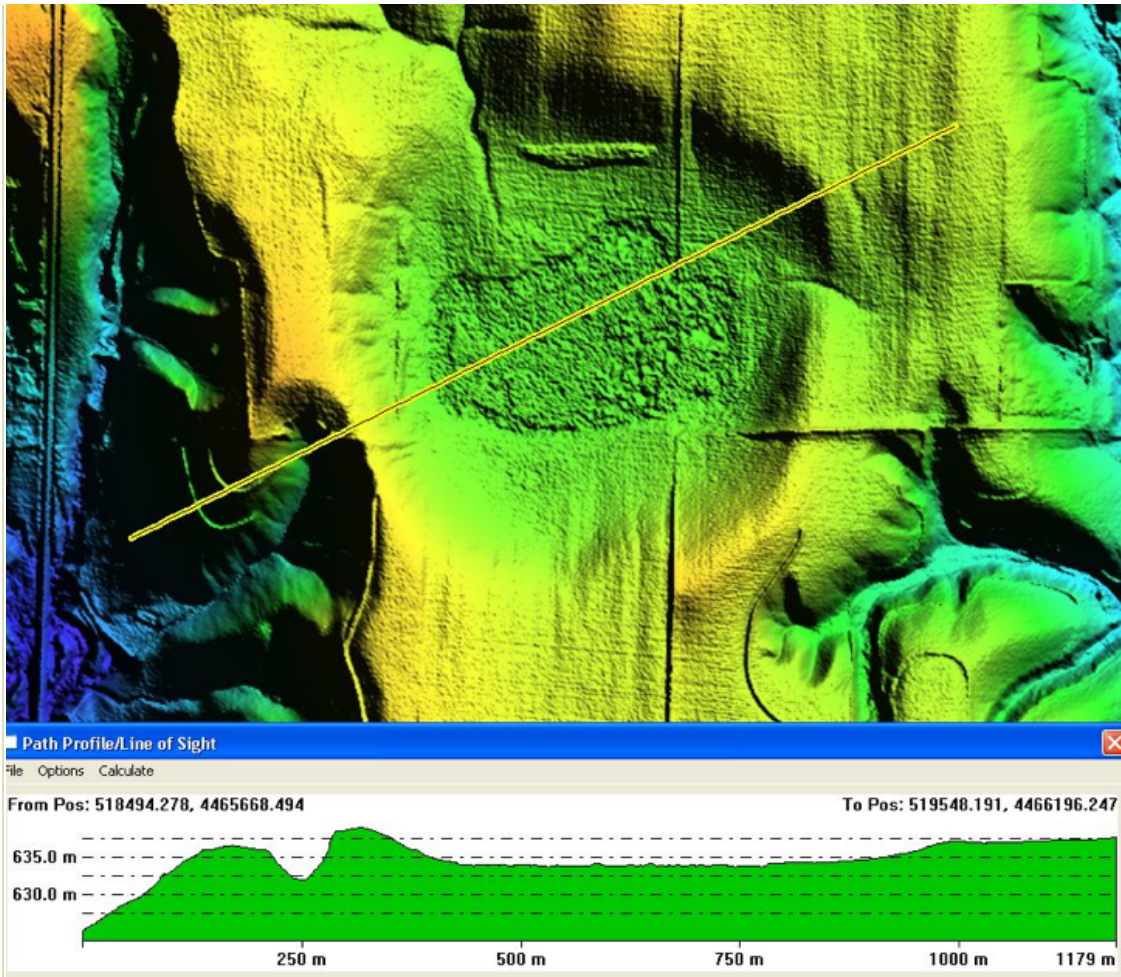 Path Profile/Line of Sight
File Options Calculate
From Pos: 518494.278, 4465668.494 To Pos: 519548.191, 4466196.247
635.0 m
630.0 m
250 m 500 m 750 m 1000 m 1179 m